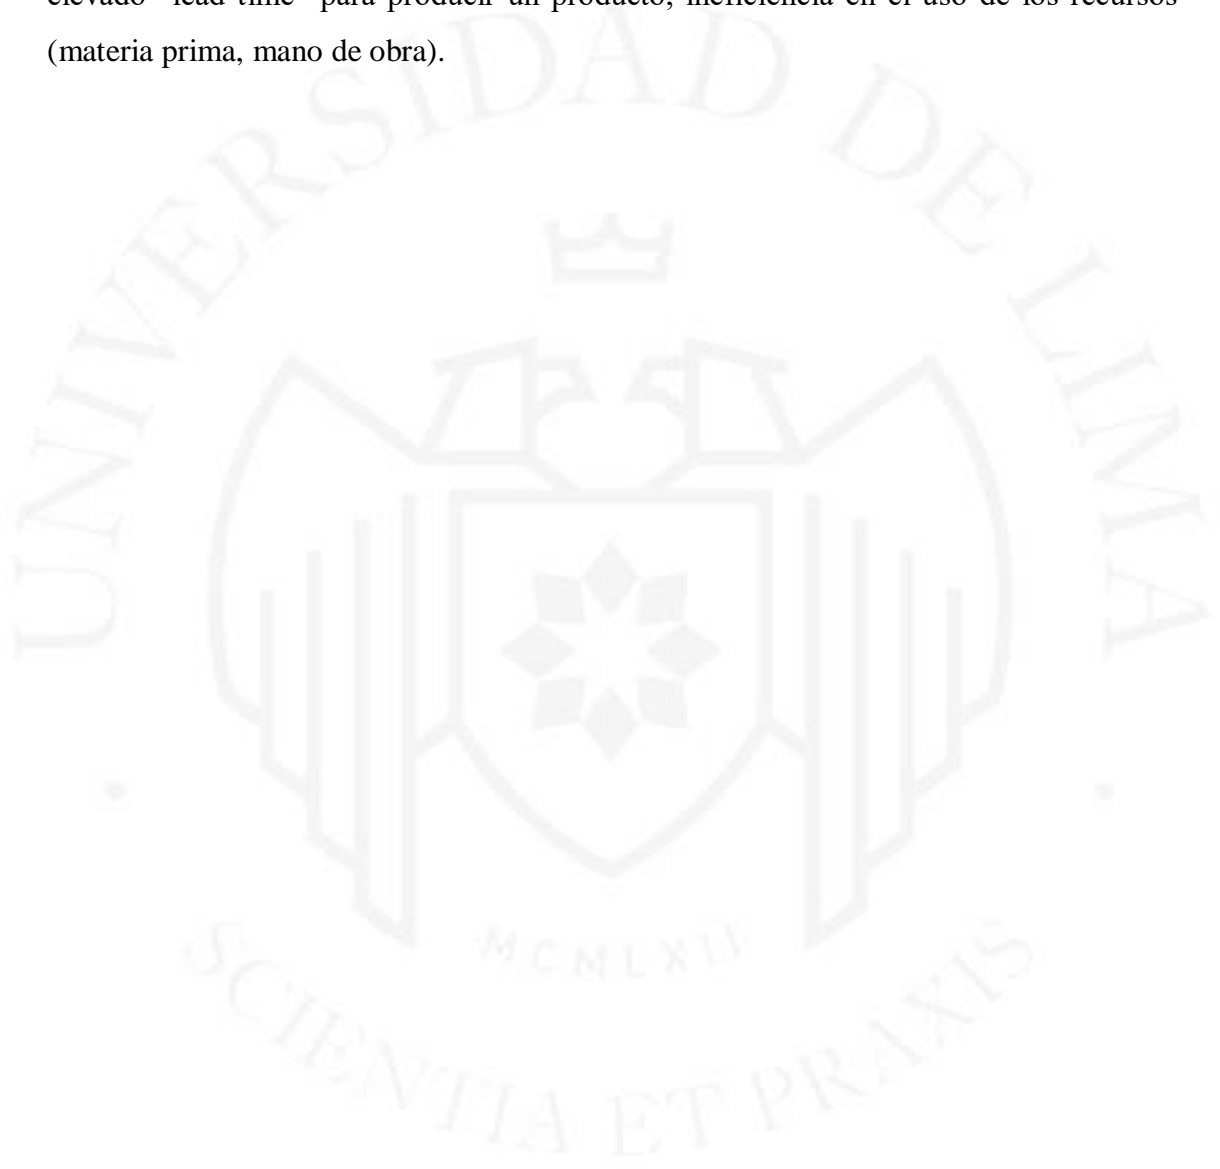 elevado "lead time" para producir un producto, ineficiencia en el uso de los recursos
(materia prima, mano de obra).
UNIVERSIDAD DE LIMA
MCMLXII
SCIENTIA ET PRAXIS